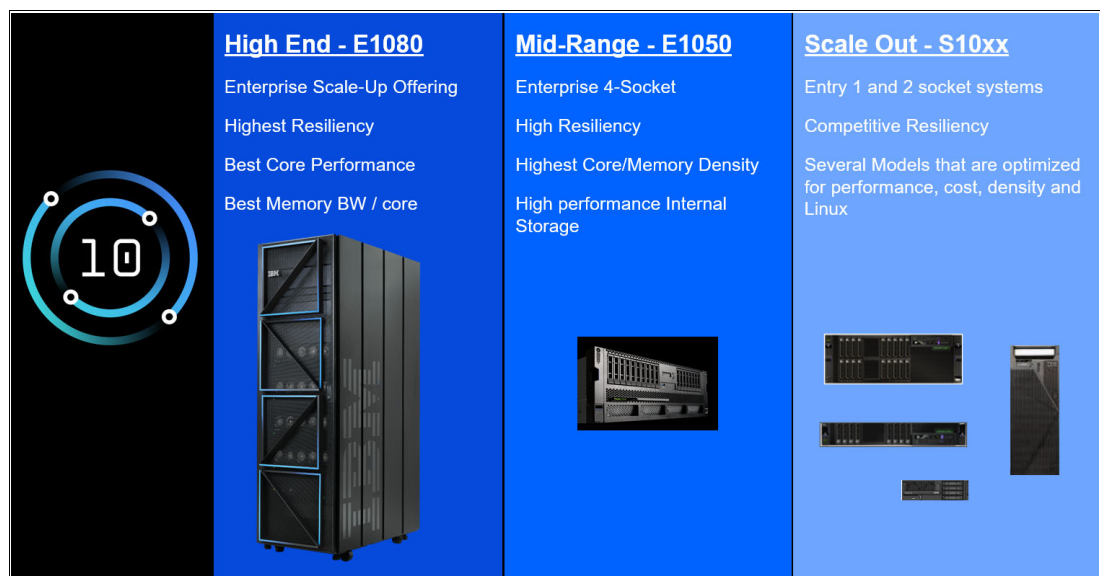 10
High End - E1080
Enterprise Scale-Up Offering
Highest Resiliency
Best Core Performance
Best Memory BW / core
IBM
Mid-Range - E1050
Enterprise 4-Socket
High Resiliency
Highest Core/Memory Density
High performance Internal
Storage
Scale Out - S10xx
Entry 1 and 2 socket systems
Competitive Resiliency
Several Models that are optimized
for performance, cost, density and
Linux